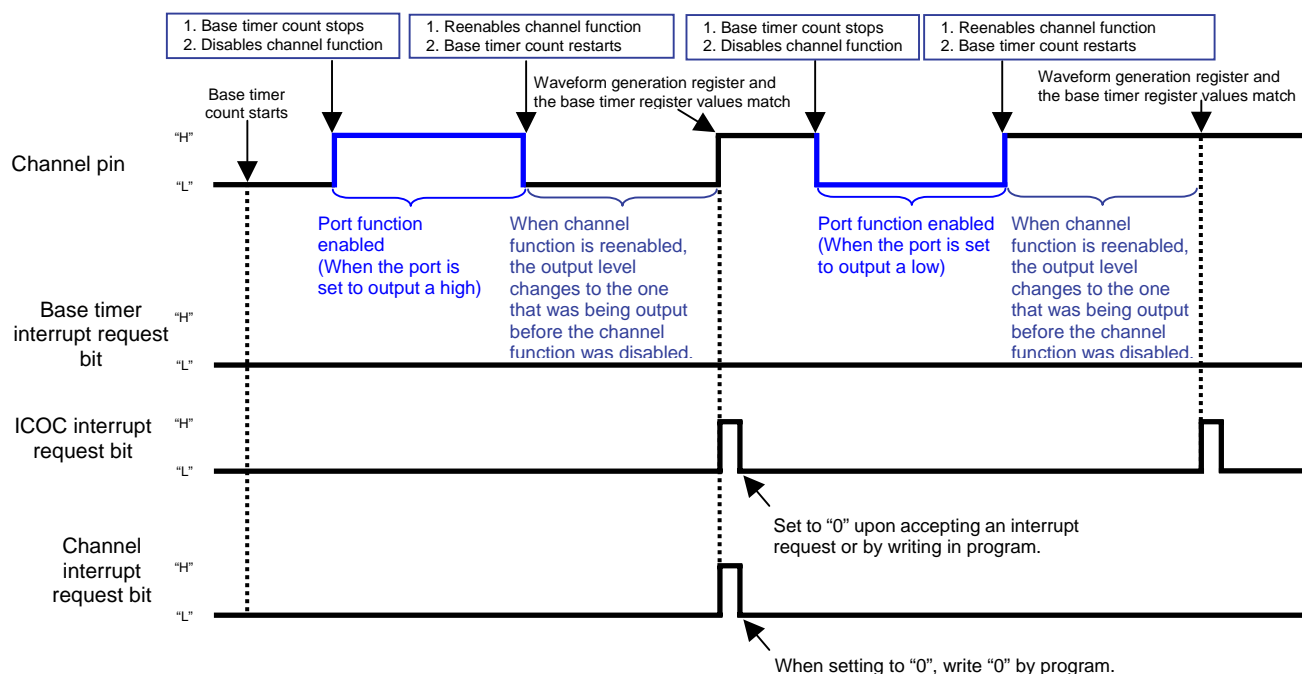 1. Base timer count stops
2. Disables channel function
1. Reenables channel function
2. Base timer count restarts
1. Base timer count stops
2. Disables channel function
1. Reenables channel function
2. Base timer count restarts
Base timer
count starts
Waveform generation register and
the base timer register values match
Waveform generation register and
the base timer register values match
Channel pin
“H”
“L”
Port function
enabled
(When the port is
set to output a high)
When channel
function is reenabled,
the output level
changes to the one
that was being output
before the channel
function was disabled.
Port function enabled
(When the port is set
to output a low)
When channel
function is reenabled,
the output level
changes to the one
that was being output
before the channel
function was disabled.
Base timer
interrupt request
bit
“H”
“L”
ICOC interrupt
request bit
“H”
“L”
Set to “0” upon accepting an interrupt
request or by writing in program.
Channel
interrupt
request bit
“H”
“L”
When setting to “0”, write “0” by program.